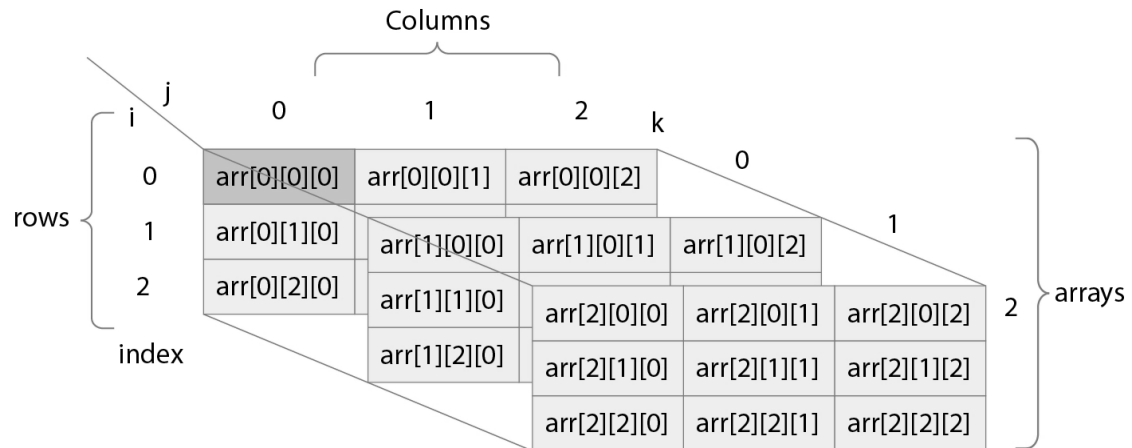 Columns
j
i
0 1 2
k
0
0 arr[0][0][0] arr[0][0][1] arr[0][0][2]
1
rows
1 arr[0][1][0] arr[1][0][0] arr[1][0][1] arr[1][0][2]
2 arr[0][2][0] arr[1][1][0] arr[2][0][0] arr[2][0][1] arr[2][0][2] 2
arrays
index
arr[1][2][0] arr[2][1][0] arr[2][1][1] arr[2][1][2]
arr[2][2][0] arr[2][2][1] arr[2][2][2]